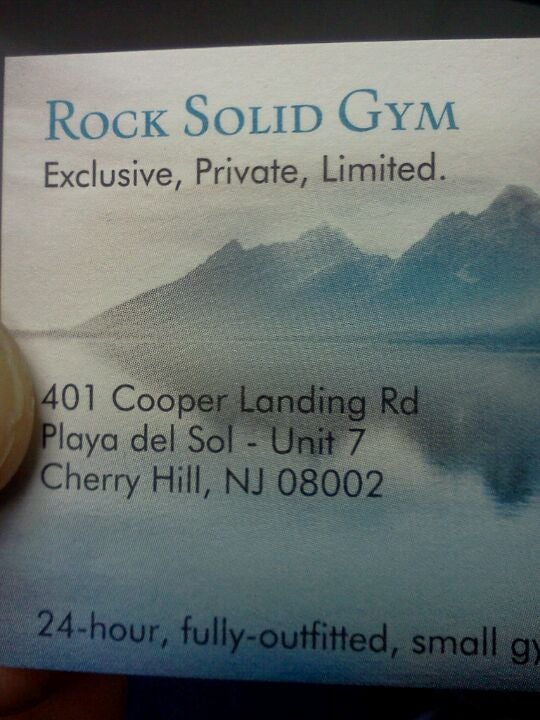 Rock Solid Gym
Exclusive, Private, Limited.
401 Cooper Landing Rd
Playa del Sol - Unit 7
Cherry Hill, NJ 08002
24-hour, fully-outfitted, small gy